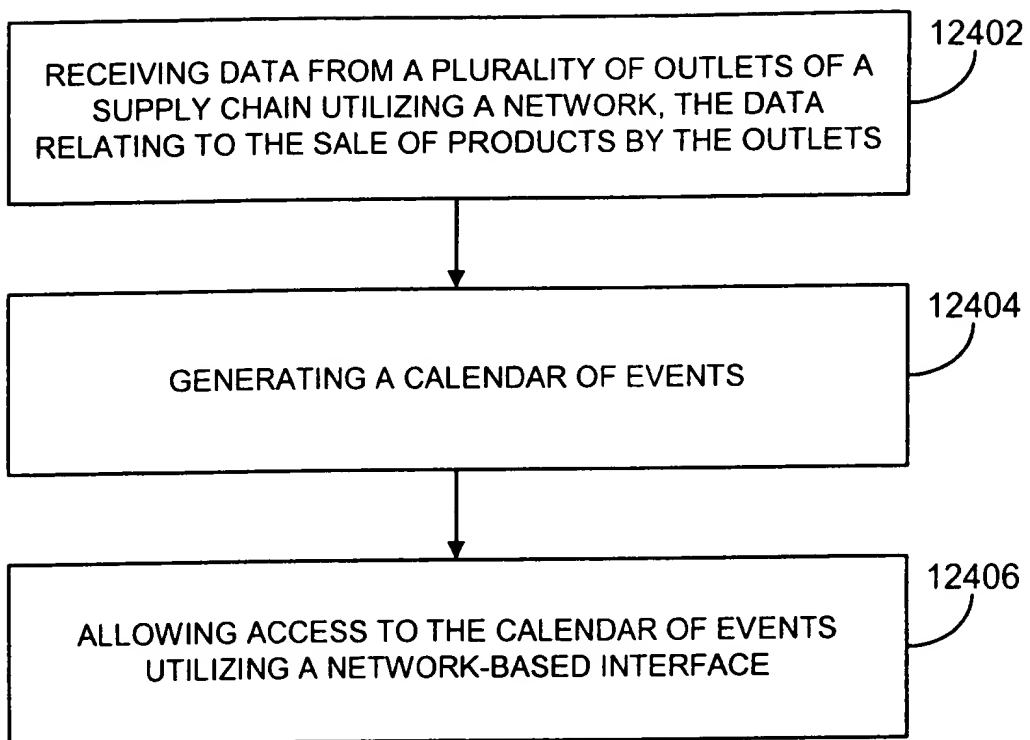 12402
RECEIVING DATA FROM A PLURALITY OF OUTLETS OF A
SUPPLY CHAIN UTILIZING A NETWORK, THE DATA
RELATING TO THE SALE OF PRODUCTS BY THE OUTLETS
12404
GENERATING A CALENDAR OF EVENTS
12406
ALLOWING ACCESS TO THE CALENDAR OF EVENTS
UTILIZING A NETWORK-BASED INTERFACE